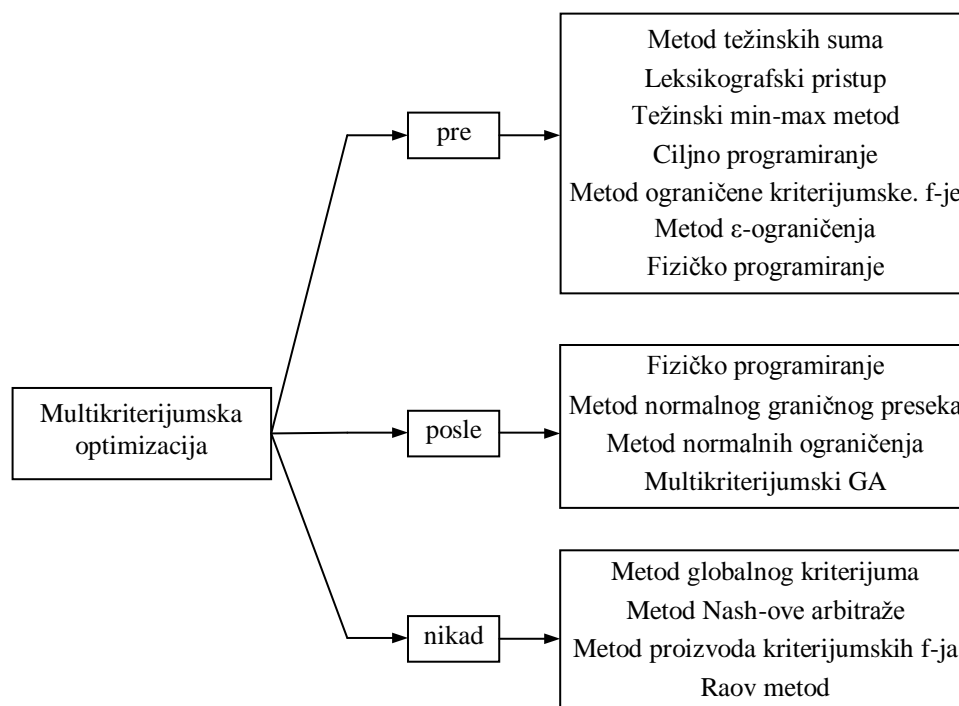 Metod težinskih suma
Leksikografski pristup
Težinski min-max metod
Ciljno programiranje
Metod ograničene kriterijumske. f-je
Metod ε-ograničenja
Fizičko programiranje
pre
Multikriterijumska
optimizacija
posle
Fizičko programiranje
Metod normalnog graničnog preseka
Metod normalnih ograničenja
Multikriterijumski GA
nikad
Metod globalnog kriterijuma
Metod Nash-ove arbitraže
Metod proizvoda kriterijumskih f-ja
Raov metod